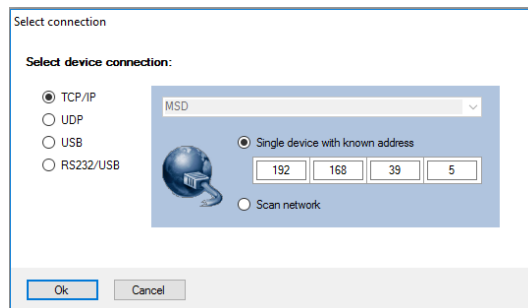 Select connection
Select device connection:
TCP/IP
UDP
USB
RS232/USB
MSD
Single device with known address
192 168 39 5
Scan network
Ok Cancel